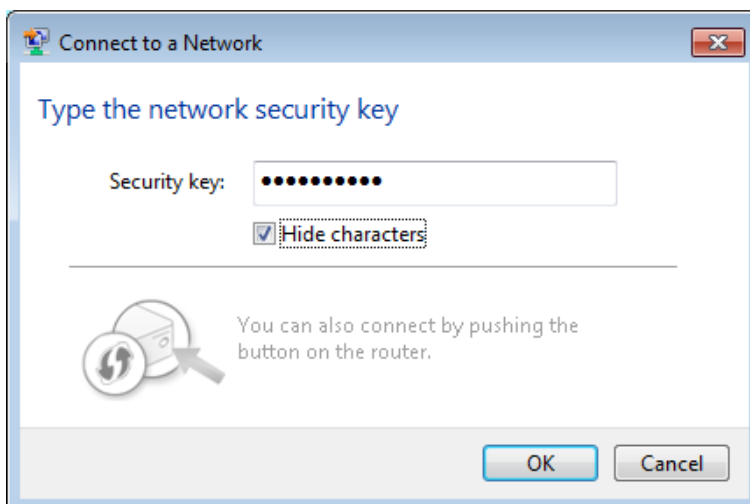 Connect to a Network
Type the network security key
Security key: ••••••••••
Hide characters
You can also connect by pushing the
button on the router.
OK Cancel